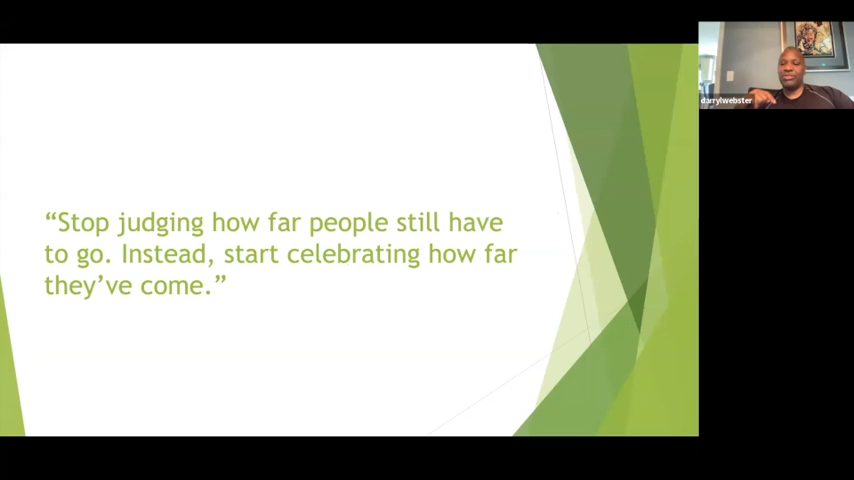 “Stop judging how far people still have
to go. Instead, start celebrating how far
they’ve come.”
darrylwebster